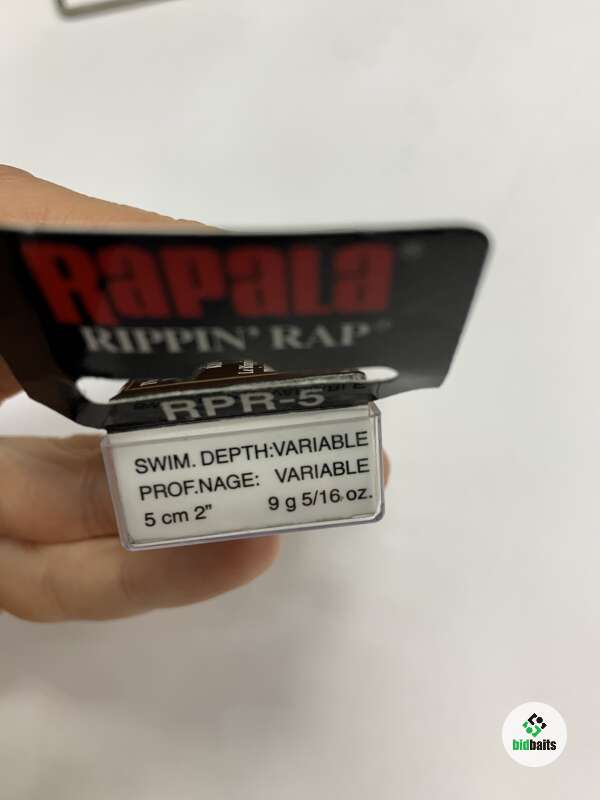 RAPALA®
RIPPIN' RAP®
RPR-5
SWIM. DEPTH:VARIABLE
PROF.NAGE: VARIABLE
5 cm 2" 9 g 5/16 oz.
bidbaits